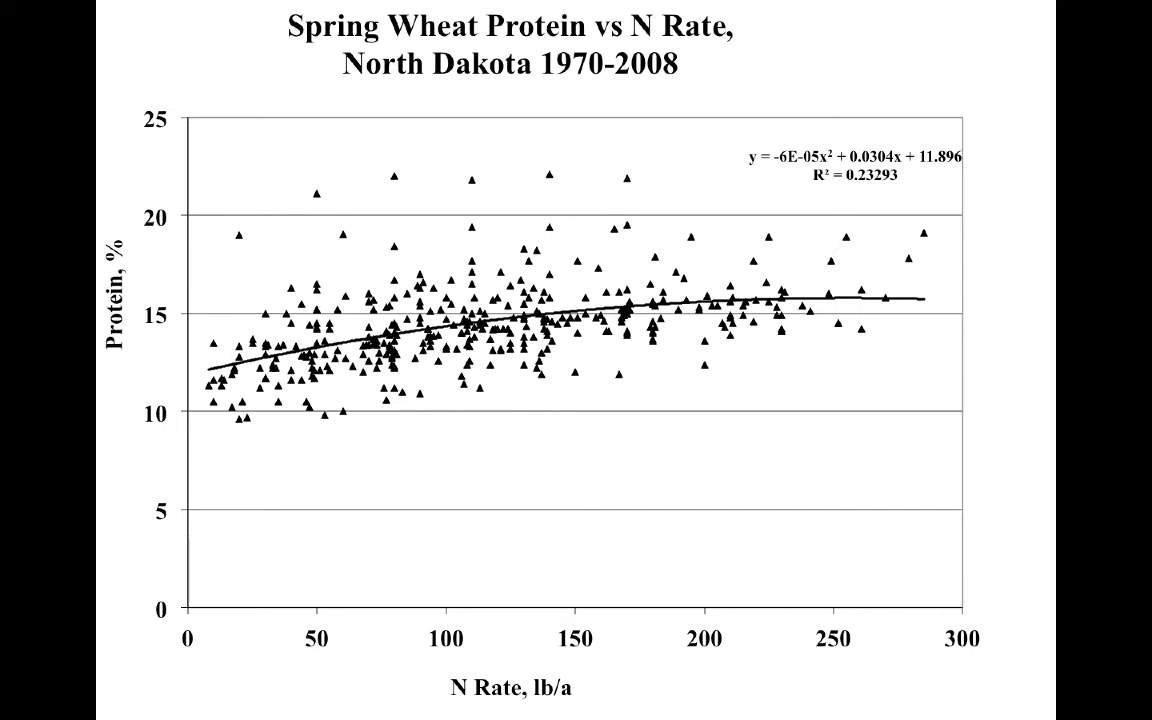 Spring Wheat Protein vs N Rate,
North Dakota 1970-2008
y = -6E-05x² + 0.0304x + 11.896
R² = 0.23293
Protein, %
25
20
15
10
5
0
0 50 100 150 200 250 300
N Rate, lb/a